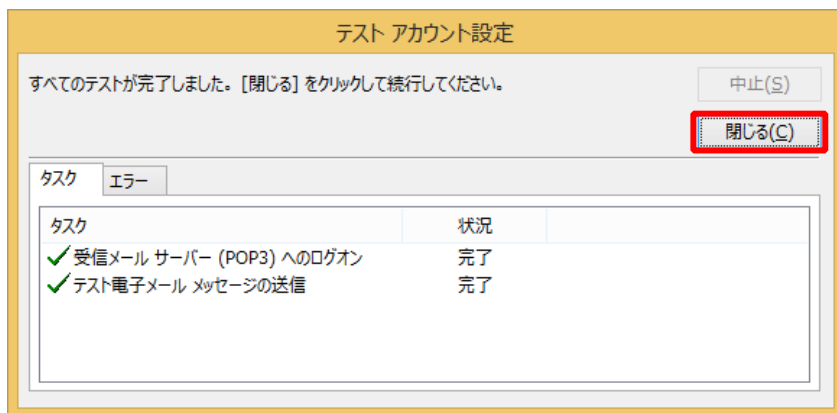 テスト アカウント設定
すべてのテストが完了しました。[閉じる] をクリックして続行してください。
中止(S)
閉じる(C)
タスク エラー
タスク 状況
受信メール サーバー (POP3) へのログオン 完了
テスト電子メール メッセージの送信 完了